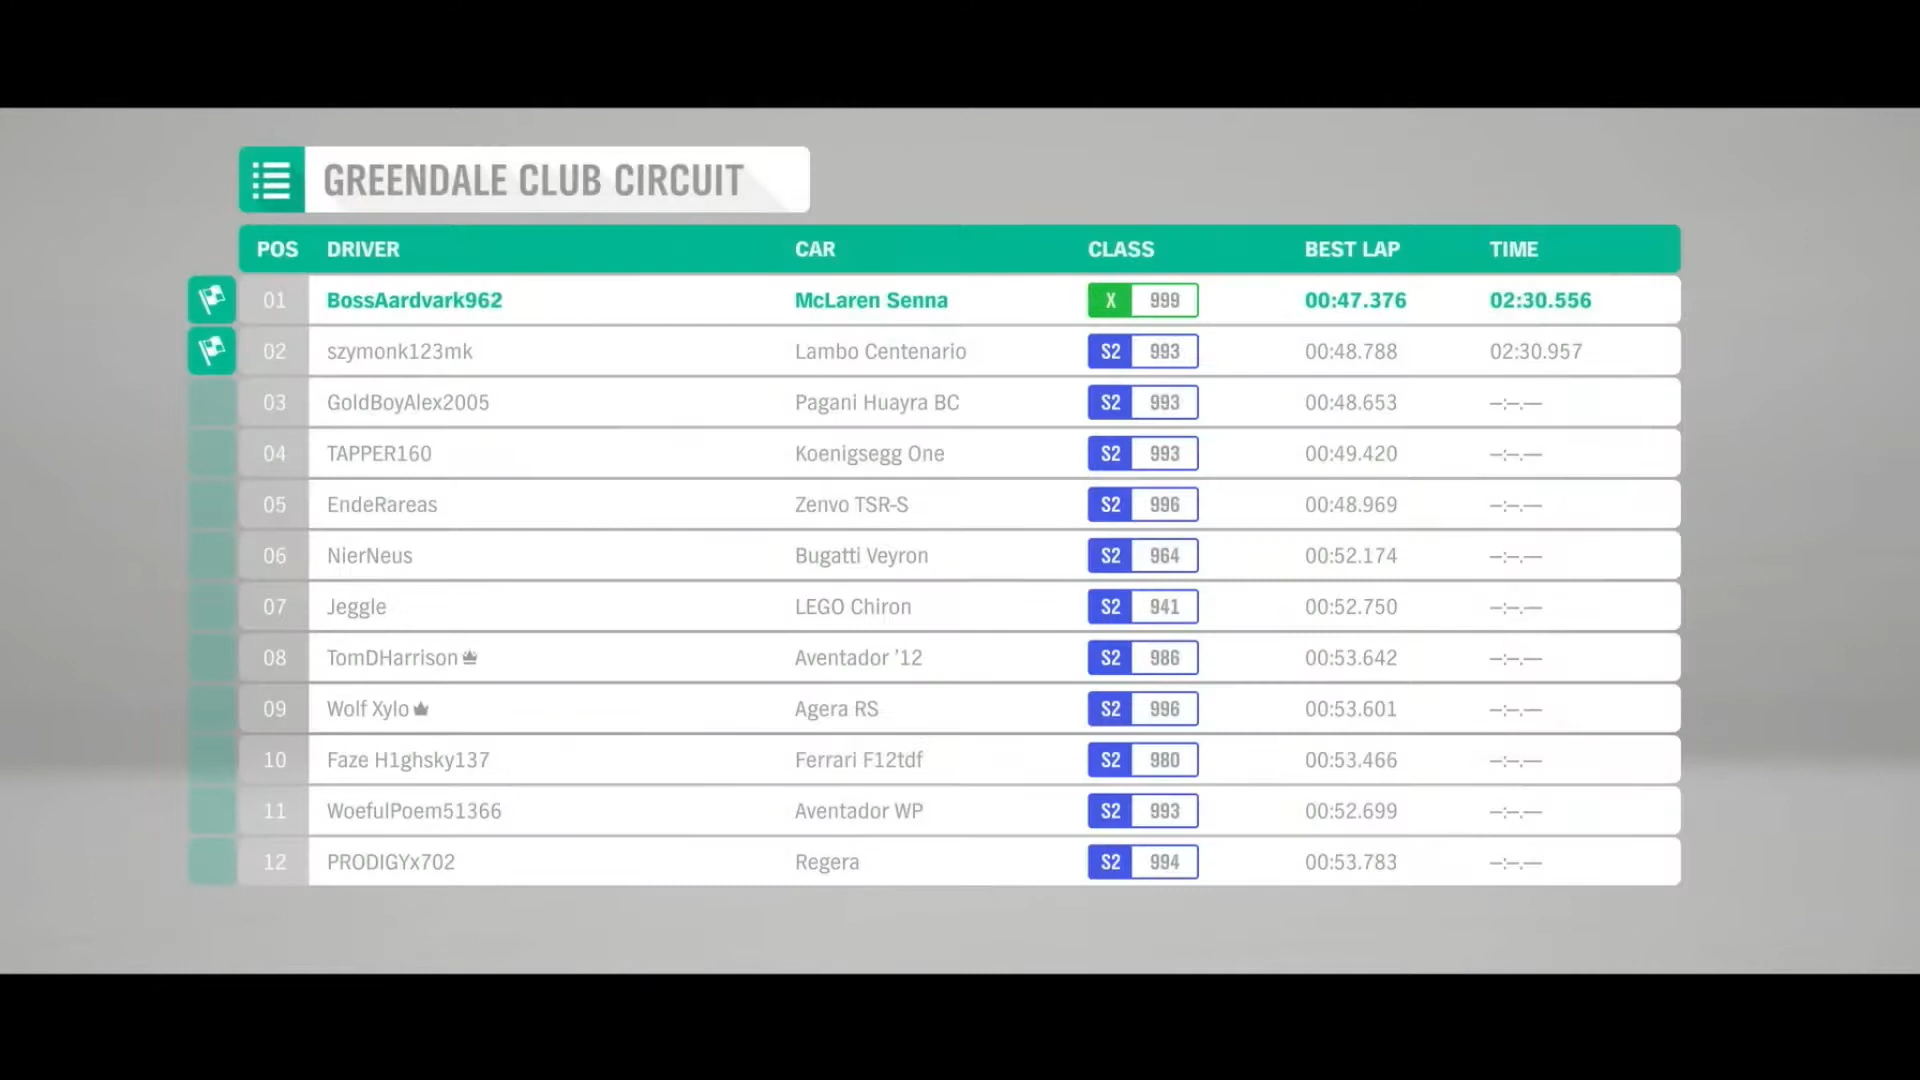 GREENDALE CLUB CIRCUIT
POS DRIVER CAR CLASS BEST LAP TIME
01 BossAardvark962 McLaren Senna X 999 00:47.376 02:30.556
02 szymonk123mk Lambo Centenario S2 993 00:48.788 02:30.957
03 GoldBoyAlex2005 Pagani Huayra BC S2 993 00:48.653 --:--.---
04 TAPPER160 Koenigsegg One S2 993 00:49.420 --:--.---
05 EndeRareas Zenvo TSR-S S2 996 00:48.969 --:--.---
06 NierNeus Bugatti Veyron S2 964 00:52.174 --:--.---
07 Jeggle LEGO Chiron S2 941 00:52.750 --:--.---
08 TomDHarrison Aventador '12 S2 986 00:53.642 --:--.---
09 Wolf Xylo Agera RS S2 996 00:53.601 --:--.---
10 Faze H1ghsky137 Ferrari F12tdf S2 980 00:53.466 --:--.---
11 WoefulPoem51366 Aventador WP S2 993 00:52.699 --:--.---
12 PRODIGYx702 Regera S2 994 00:53.783 --:--.---